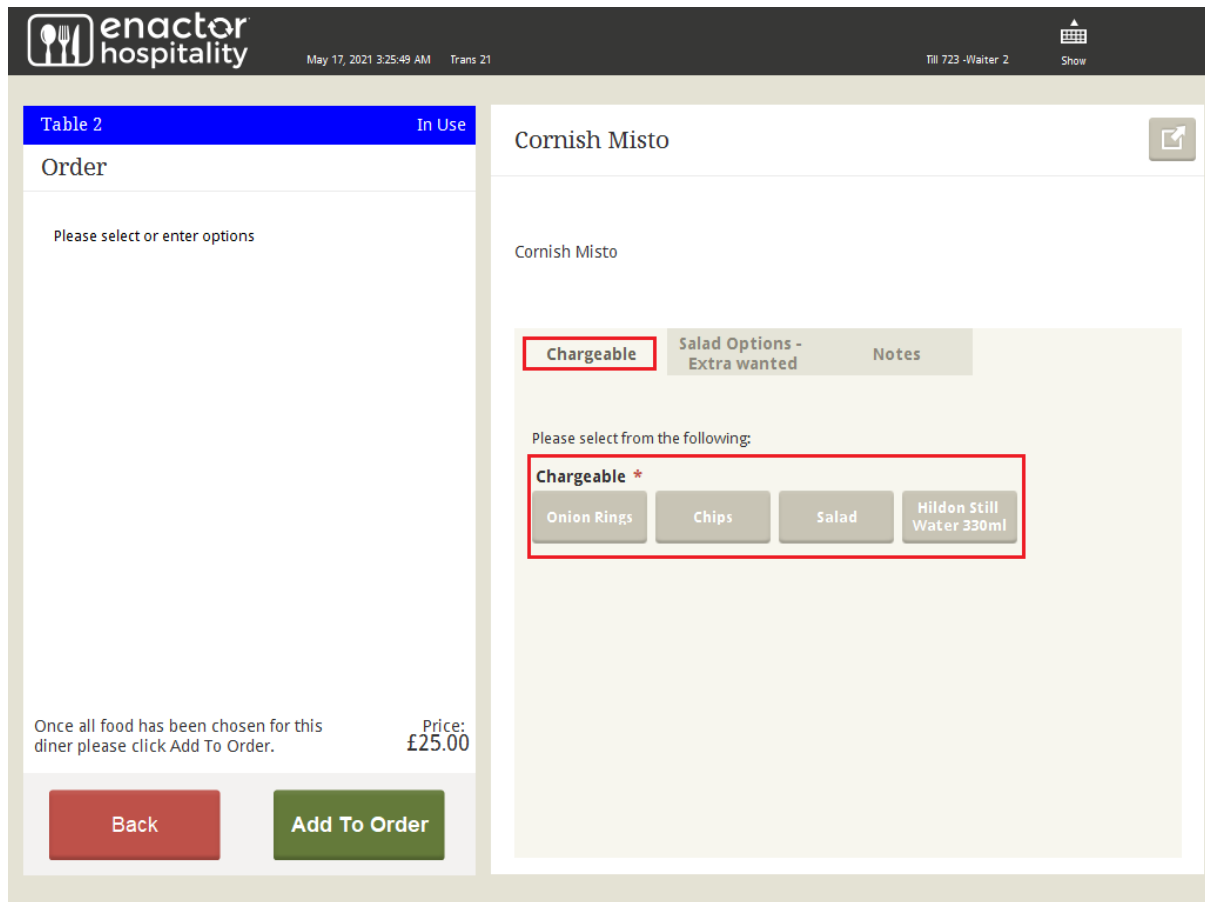 enactor
hospitality
May 17, 2021 3:25:49 AM Trans 21
Till 723 -Waiter 2
Show
Table 2
In Use
Order
Please select or enter options
Once all food has been chosen for this
diner please click Add To Order.
Price:
£25.00
Back
Add To Order
Cornish Misto
Cornish Misto
Chargeable
Salad Options -
Extra wanted
Notes
Please select from the following:
Chargeable *
Onion Rings
Chips
Salad
Hildon Still
Water 330ml